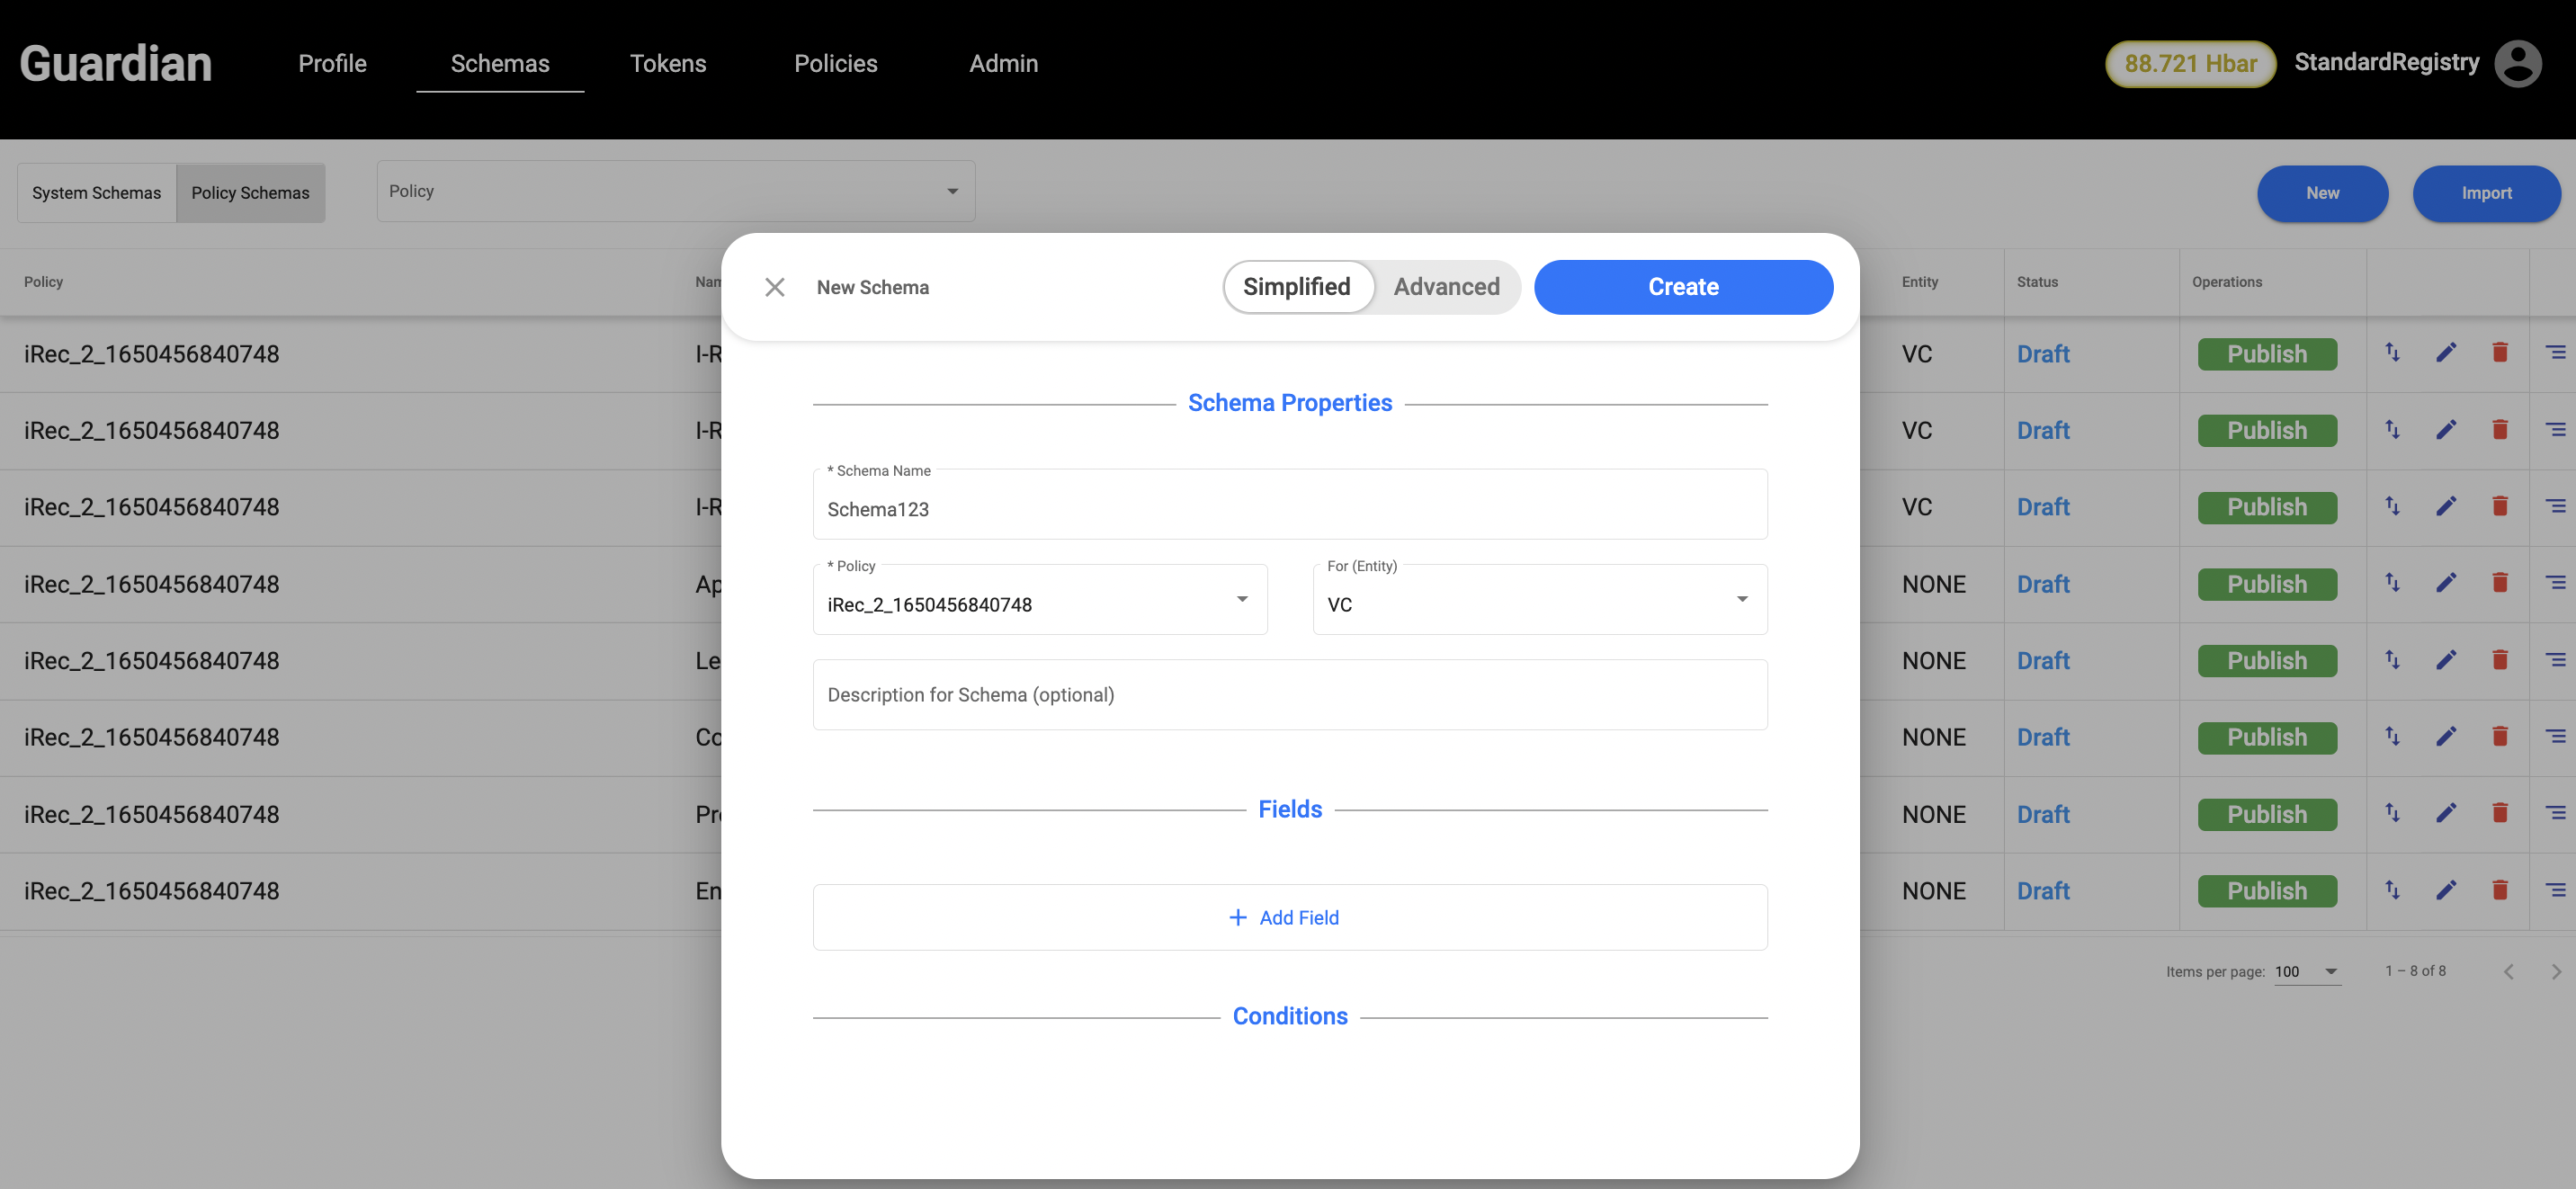 Guardian Profile Schemas Tokens Policies Admin 88.721 Hbar StandardRegistry
System Schemas Policy Schemas Policy New Import
New Schema Simplified Advanced Create
Policy Entity Status Operations
Schema Properties
* Schema Name
Schema123
* Policy For (Entity)
iRec_2_1650456840748 VC
Description for Schema (optional)
Fields
+ Add Field
Conditions
iRec_2_1650456840748 I-R VC Draft Publish
iRec_2_1650456840748 I-R VC Draft Publish
iRec_2_1650456840748 I-R VC Draft Publish
iRec_2_1650456840748 Ap NONE Draft Publish
iRec_2_1650456840748 Le NONE Draft Publish
iRec_2_1650456840748 Co NONE Draft Publish
iRec_2_1650456840748 Pr NONE Draft Publish
iRec_2_1650456840748 En NONE Draft Publish
Items per page: 100 1 – 8 of 8